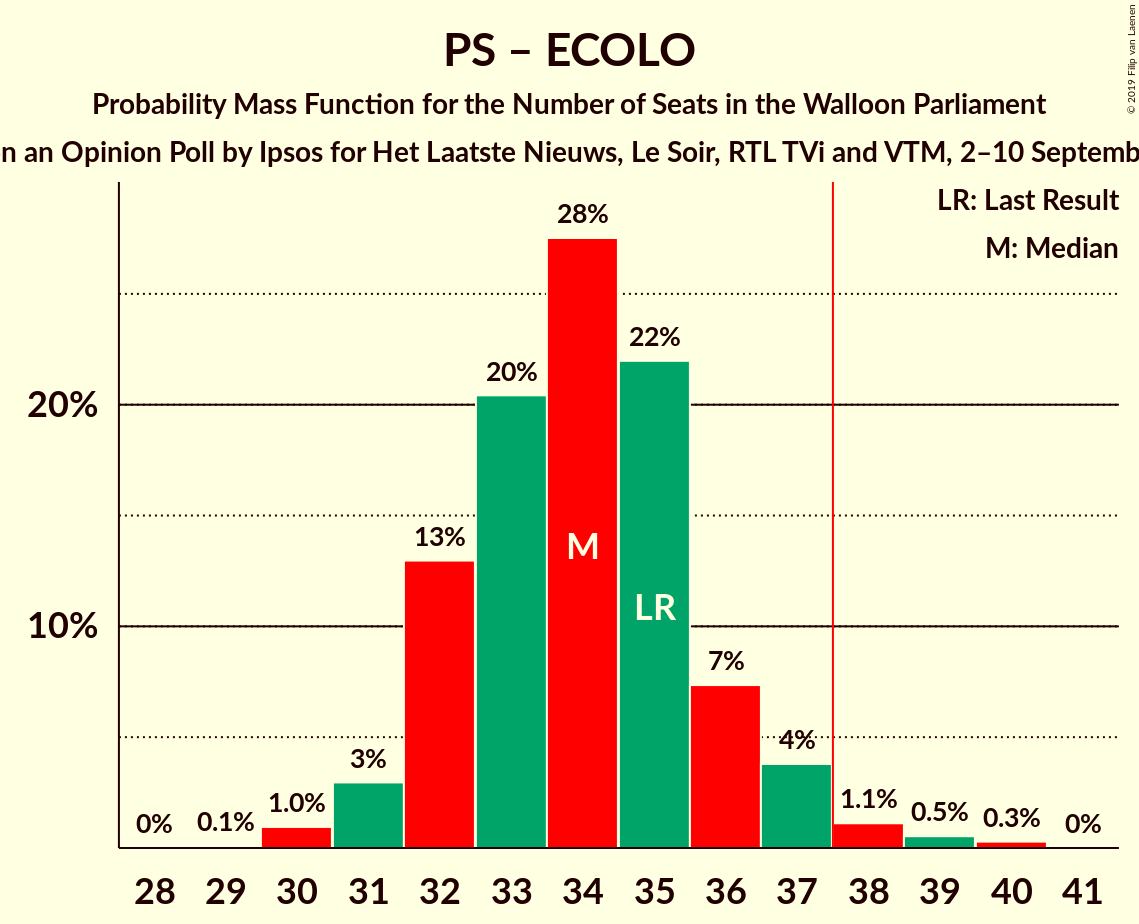 PS – ECOLO
Probability Mass Function for the Number of Seats in the Walloon Parliament
n an Opinion Poll by Ipsos for Het Laatste Nieuws, Le Soir, RTL TVi and VTM, 2–10 Septemb
© 2019 Filip van Laenen
LR: Last Result
M: Median
28%
22%
20%
20%
13%
M
LR
10%
7%
4%
3%
1.0%
1.1%
0.5%
0.3%
0%
0.1%
0%
28 29 30 31 32 33 34 35 36 37 38 39 40 41